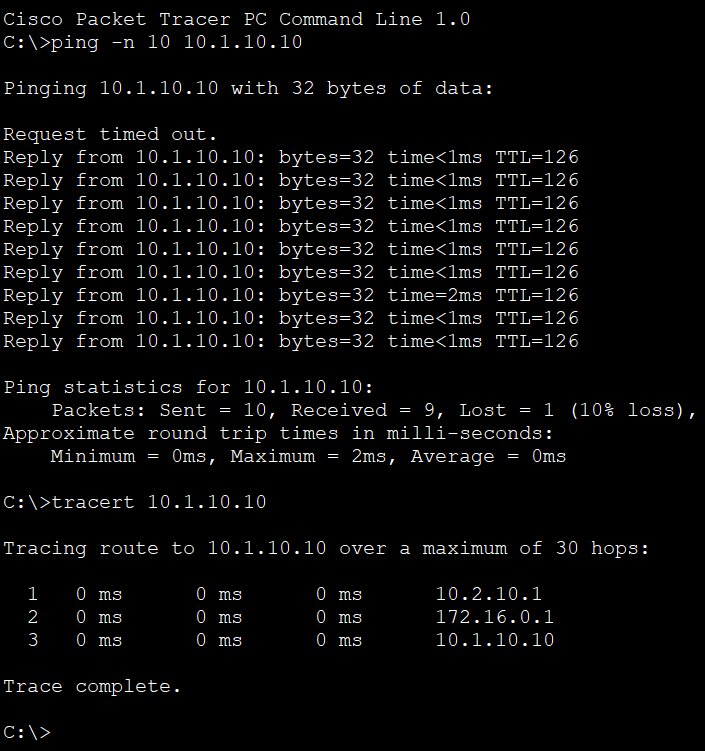 Cisco Packet Tracer PC Command Line 1.0
C:\>ping -n 10 10.1.10.10
Pinging 10.1.10.10 with 32 bytes of data:
Request timed out.
Reply from 10.1.10.10: bytes=32 time<1ms TTL=126
Reply from 10.1.10.10: bytes=32 time<1ms TTL=126
Reply from 10.1.10.10: bytes=32 time<1ms TTL=126
Reply from 10.1.10.10: bytes=32 time<1ms TTL=126
Reply from 10.1.10.10: bytes=32 time<1ms TTL=126
Reply from 10.1.10.10: bytes=32 time<1ms TTL=126
Reply from 10.1.10.10: bytes=32 time=2ms TTL=126
Reply from 10.1.10.10: bytes=32 time<1ms TTL=126
Reply from 10.1.10.10: bytes=32 time<1ms TTL=126
Ping statistics for 10.1.10.10:
    Packets: Sent = 10, Received = 9, Lost = 1 (10% loss),
Approximate round trip times in milli-seconds:
    Minimum = 0ms, Maximum = 2ms, Average = 0ms
C:\>tracert 10.1.10.10
Tracing route to 10.1.10.10 over a maximum of 30 hops:
  1   0 ms      0 ms      0 ms      10.2.10.1
  2   0 ms      0 ms      0 ms      172.16.0.1
  3   0 ms      0 ms      0 ms      10.1.10.10
Trace complete.
C:\>